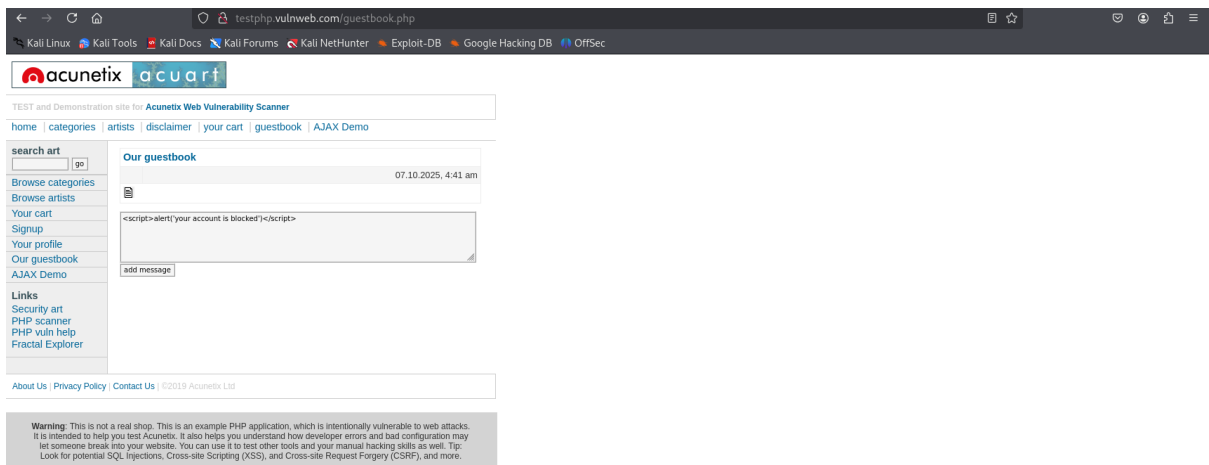 testphp.vulnweb.com/guestbook.php
Kali Linux Kali Tools Kali Docs Kali Forums Kali NetHunter Exploit-DB Google Hacking DB OffSec
acunetix acuart
TEST and Demonstration site for Acunetix Web Vulnerability Scanner
home | categories | artists | disclaimer | your cart | guestbook | AJAX Demo
search art
go
Browse categories
Browse artists
Your cart
Signup
Your profile
Our guestbook
AJAX Demo
Links
Security art
PHP scanner
PHP vuln help
Fractal Explorer
Our guestbook
07.10.2025, 4:41 am
<script>alert('your account is blocked')</script>
add message
About Us | Privacy Policy | Contact Us | ©2019 Acunetix Ltd
Warning: This is not a real shop. This is an example PHP application, which is intentionally vulnerable to web attacks.
It is intended to help you test Acunetix. It also helps you understand how developer errors and bad configuration may
let someone break into your website. You can use it to test other tools and your manual hacking skills as well. Tip:
Look for potential SQL Injections, Cross-site Scripting (XSS), and Cross-site Request Forgery (CSRF), and more.